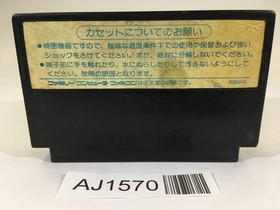 カセットについてのお願い
●精密機器ですので、極端な温度条件下での使用や保管および強い
ショックをさけてください。また、絶対に分解しないでください。
●端子部に手を触れたり、水にぬらしたりして汚さないようにして
ください。故障の原因となります。
ファミリーコンピュータ・ファミコンは任天堂の商標です。
AJ1570